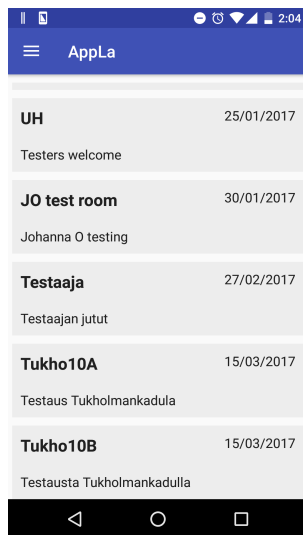 2:04
AppLa
UH 25/01/2017
Testers welcome
JO test room 30/01/2017
Johanna O testing
Testaaja 27/02/2017
Testaajan jutut
Tukho10A 15/03/2017
Testaus Tukholmankadula
Tukho10B 15/03/2017
Testausta Tukholmankadulla